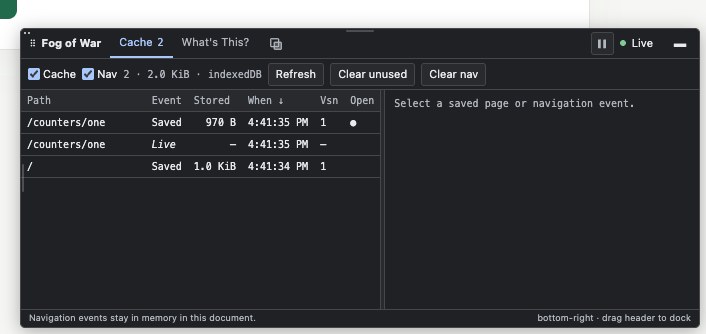 Fog of War Cache 2 What's This? Live
Cache Nav 2 · 2.0 KiB · indexedDB Refresh Clear unused Clear nav
Path Event Stored When ↓ Vsn Open
/counters/one Saved 970 B 4:41:35 PM 1 ●
/counters/one Live — 4:41:35 PM —
/ Saved 1.0 KiB 4:41:34 PM 1
Select a saved page or navigation event.
Navigation events stay in memory in this document.
bottom-right · drag header to dock